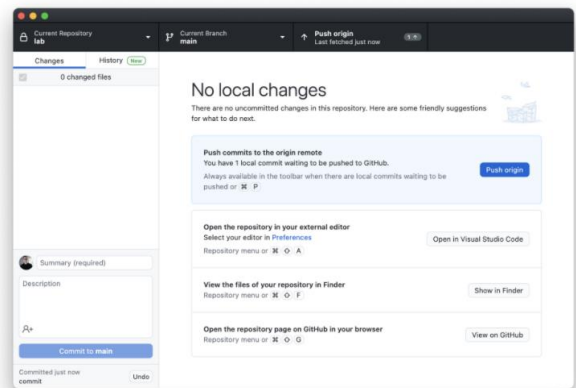 Current Repository
lab
Current Branch
main
Push origin
Last fetched just now
1
Changes
History
New
0 changed files
No local changes
There are no uncommitted changes in this repository. Here are some friendly suggestions
for what to do next.
Push commits to the origin remote
You have 1 local commit waiting to be pushed to GitHub.
Always available in the toolbar when there are local commits waiting to be
pushed or ⌘ P
Push origin
Open the repository in your external editor
Select your editor in Preferences
Repository menu or ⌘ ⇧ A
Open in Visual Studio Code
View the files of your repository in Finder
Repository menu or ⌘ ⇧ F
Show in Finder
Open the repository page on GitHub in your browser
Repository menu or ⌘ ⇧ G
View on GitHub
Summary (required)
Description
Commit to main
Committed just now
commit
Undo